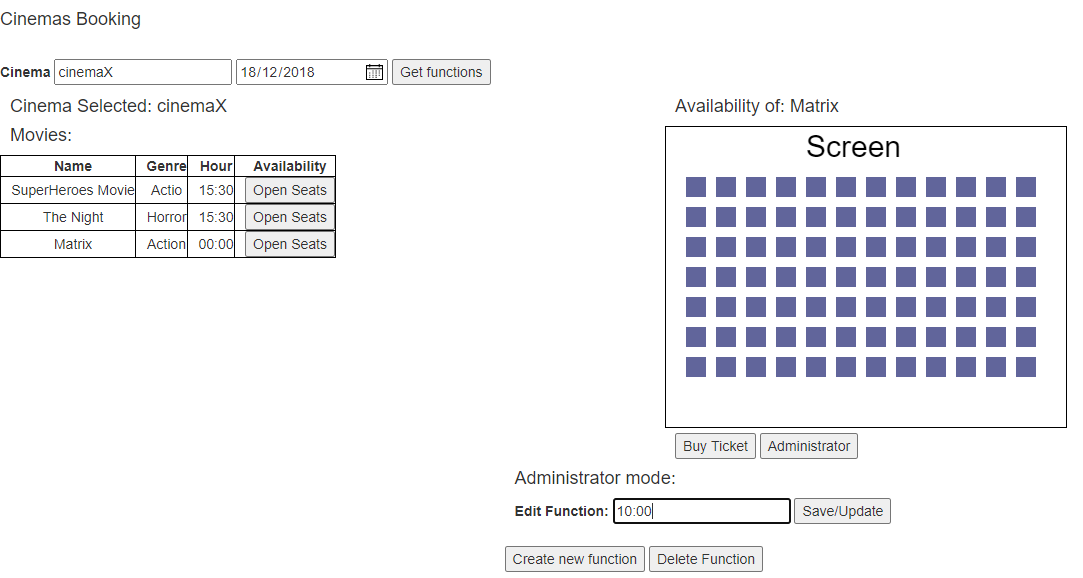 Cinemas Booking
Cinema cinemaX 18/12/2018 Get functions
Cinema Selected: cinemaX
Movies:
Name Genre Hour Availability
SuperHeroes Movie Actio 15:30 Open Seats
The Night Horror 15:30 Open Seats
Matrix Action 00:00 Open Seats
Availability of: Matrix
Screen
Buy Ticket Administrator
Administrator mode:
Edit Function: 10:00 Save/Update
Create new function Delete Function